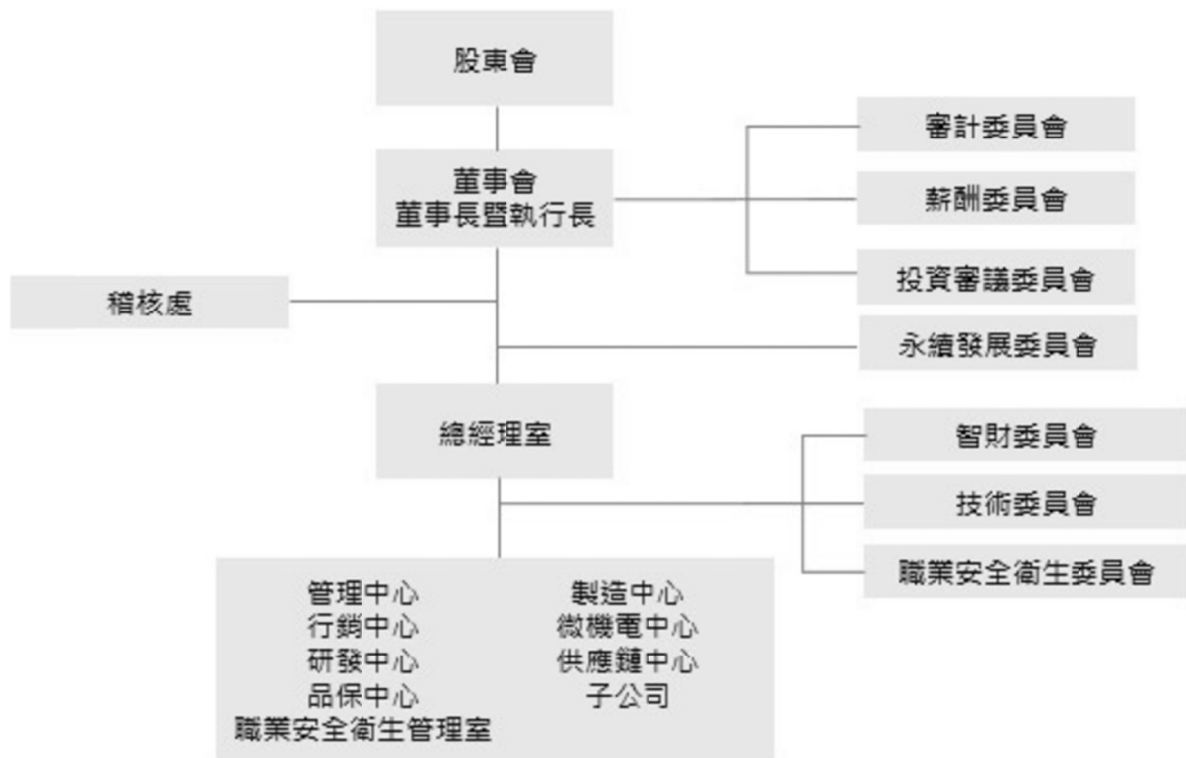 股東會
董事會
董事長暨執行長
審計委員會
薪酬委員會
投資審議委員會
稽核處
永續發展委員會
總經理室
智財委員會
技術委員會
職業安全衛生委員會
管理中心
行銷中心
研發中心
品保中心
職業安全衛生管理室
製造中心
微機電中心
供應鏈中心
子公司